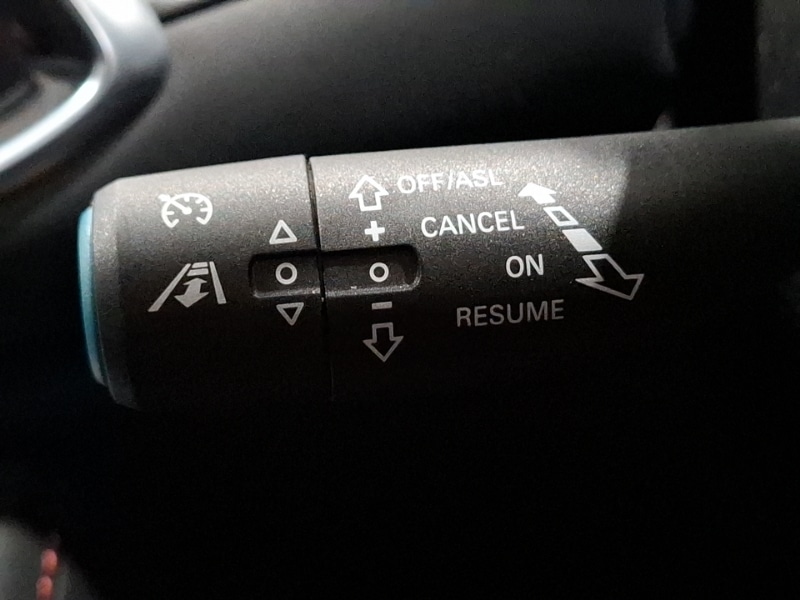 OFF/ASL
+
CANCEL
ON
-
RESUME